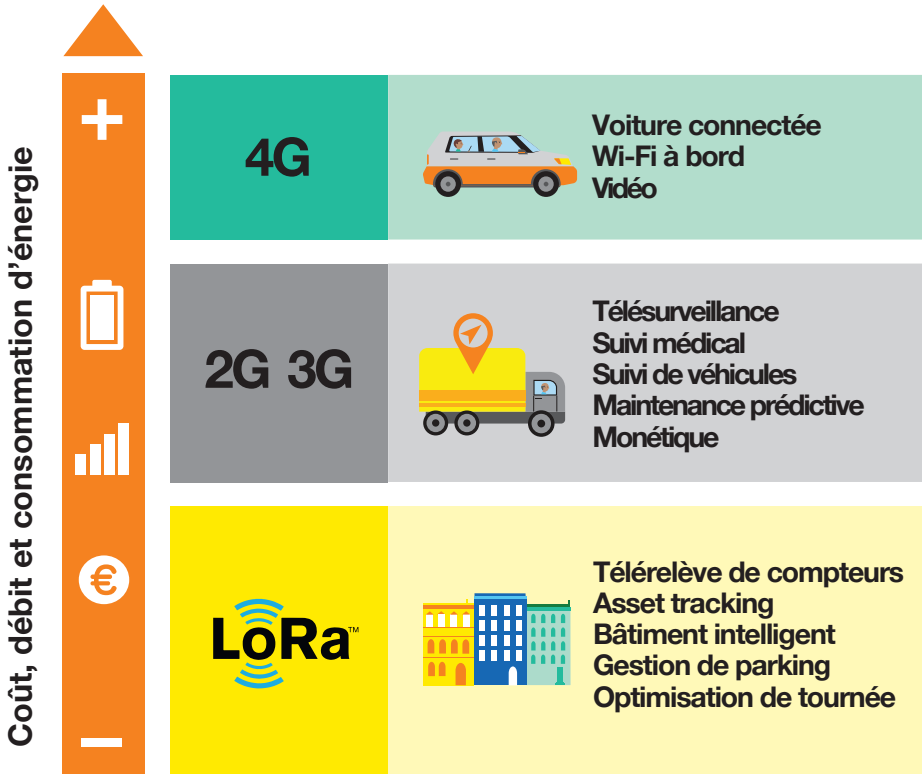 Coût, débit et consommation d'énergie
+
4G
Voiture connectée
Wi-Fi à bord
Vidéo
2G 3G
Télésurveillance
Suivi médical
Suivi de véhicules
Maintenance prédictive
Monétique
€
LoRa™
Télérelève de compteurs
Asset tracking
Bâtiment intelligent
Gestion de parking
Optimisation de tournée
–